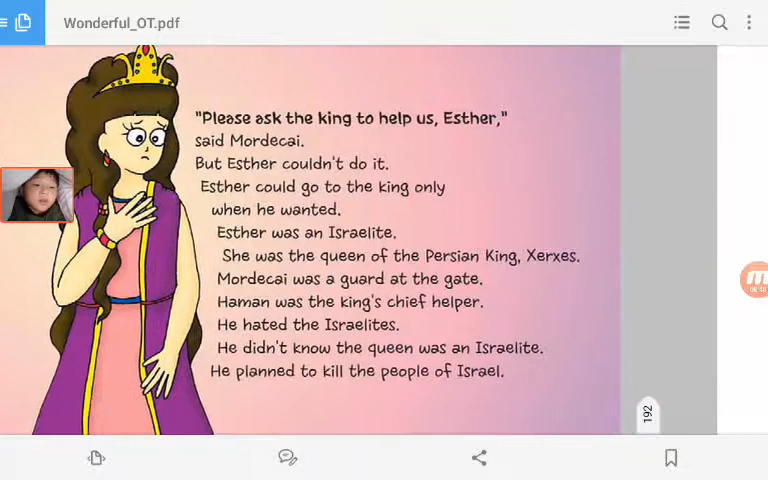 Wonderful_OT.pdf
"Please ask the king to help us, Esther,"
said Mordecai.
But Esther couldn't do it.
Esther could go to the king only
when he wanted.
Esther was an Israelite.
She was the queen of the Persian King, Xerxes.
Mordecai was a guard at the gate.
Haman was the king's chief helper.
He hated the Israelites.
He didn't know the queen was an Israelite.
He planned to kill the people of Israel.
192